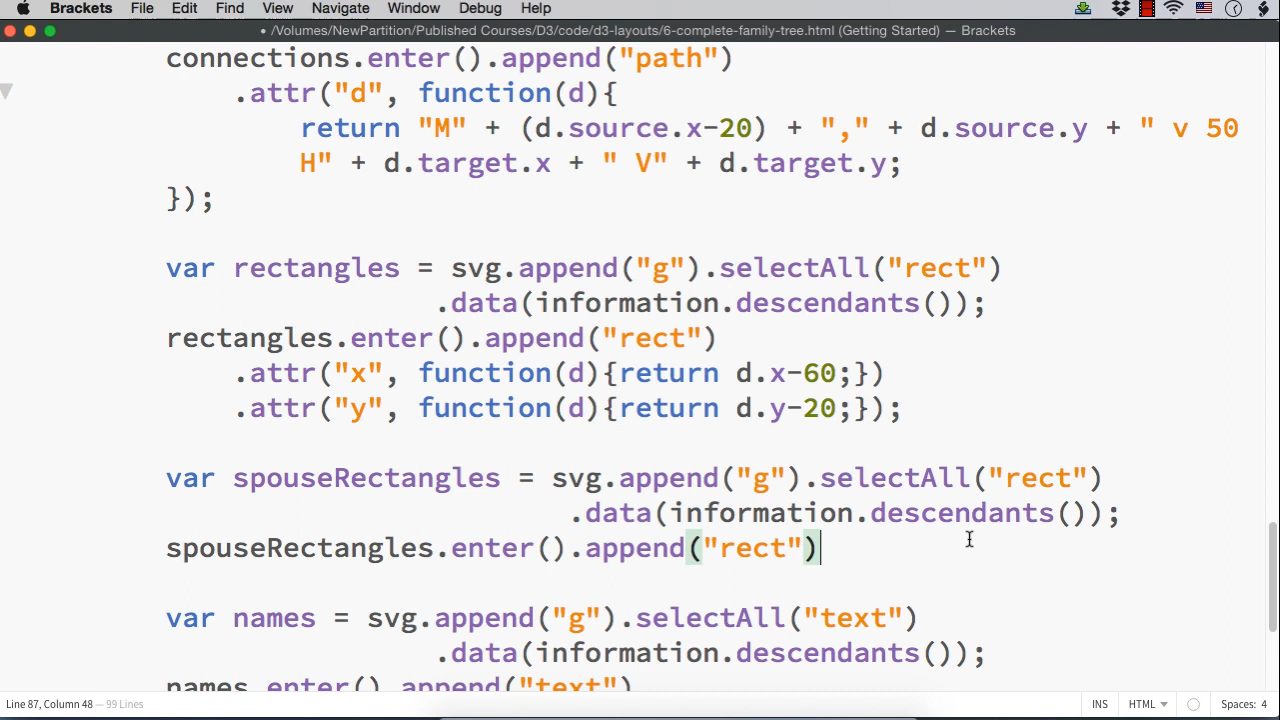 Brackets File Edit Find View Navigate Window Debug Help
• /Volumes/NewPartition/Published Courses/D3/code/d3-layouts/6-complete-family-tree.html (Getting Started) — Brackets
connections.enter().append("path")
.attr("d", function(d){
return "M" + (d.source.x-20) + "," + d.source.y + " v 50
H" + d.target.x + " V" + d.target.y;
});
var rectangles = svg.append("g").selectAll("rect")
.data(information.descendants());
rectangles.enter().append("rect")
.attr("x", function(d){return d.x-60;})
.attr("y", function(d){return d.y-20;});
var spouseRectangles = svg.append("g").selectAll("rect")
.data(information.descendants());
spouseRectangles.enter().append("rect")
var names = svg.append("g").selectAll("text")
.data(information.descendants());
names.enter().append("text")
Line 87, Column 48 — 99 Lines INS HTML Spaces: 4